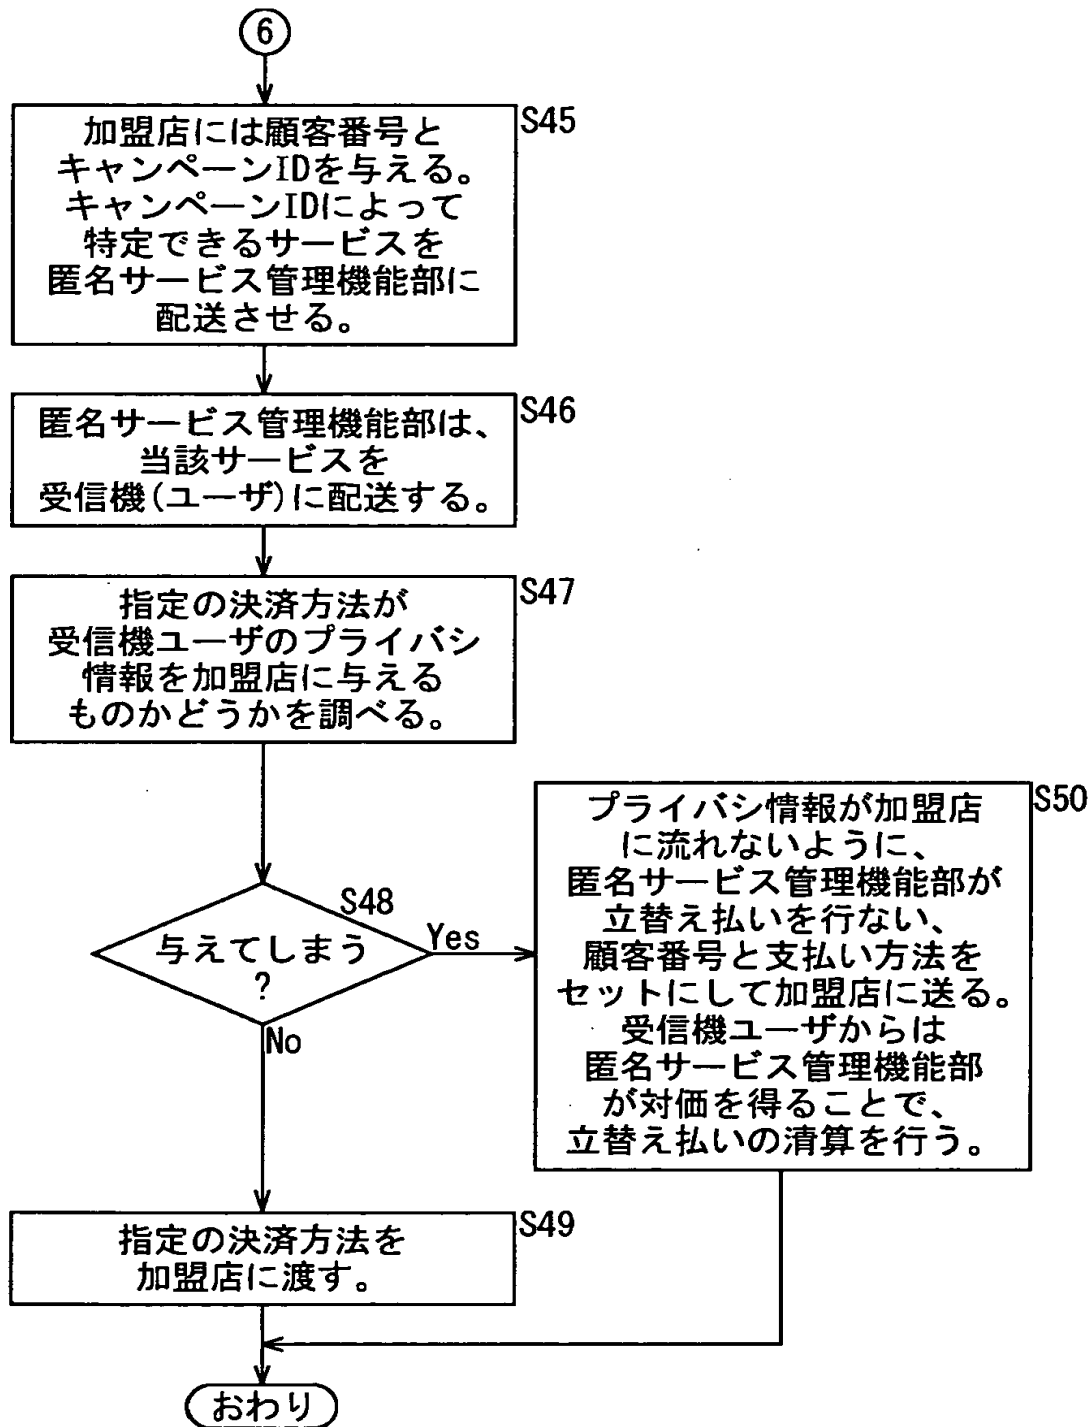 6
S45
加盟店には顧客番号と
キャンペーンIDを与える。
キャンペーンIDによって
特定できるサービスを
匿名サービス管理機能部に
配送させる。
S46
匿名サービス管理機能部は、
当該サービスを
受信機(ユーザ)に配送する。
S47
指定の決済方法が
受信機ユーザのプライバシ
情報を加盟店に与える
ものかどうかを調べる。
S48
与えてしまう
?
Yes
No
S50
プライバシ情報が加盟店
に流れないように、
匿名サービス管理機能部が
立替え払いを行ない、
顧客番号と支払い方法を
セットにして加盟店に送る。
受信機ユーザからは
匿名サービス管理機能部
が対価を得ることで、
立替え払いの清算を行う。
S49
指定の決済方法を
加盟店に渡す。
おわり